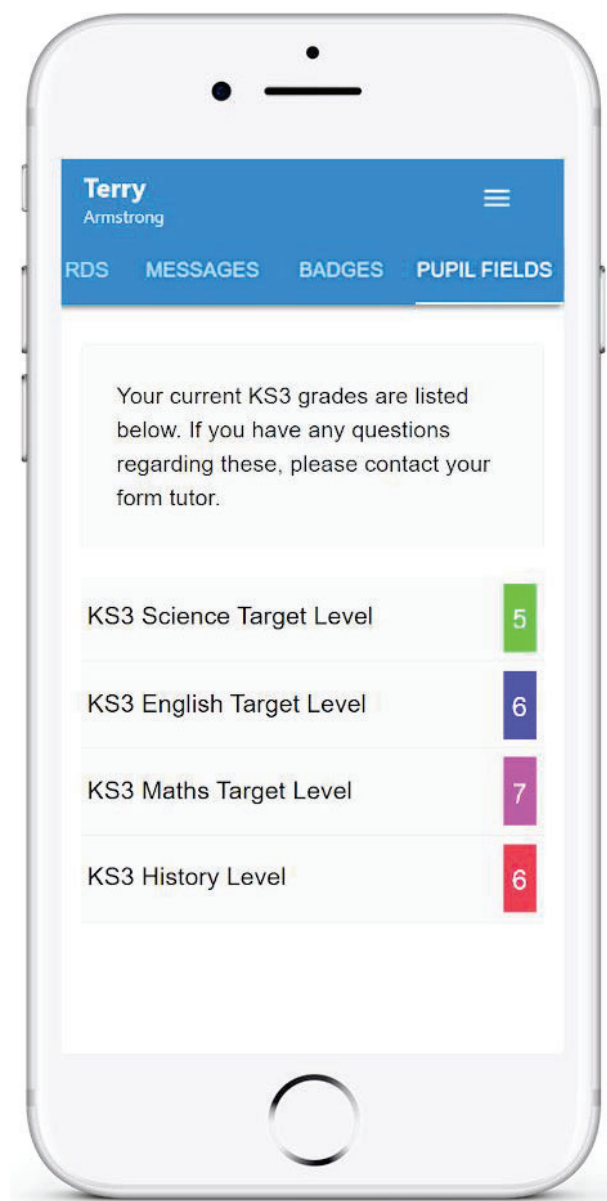 Terry
Armstrong
RDS MESSAGES BADGES PUPIL FIELDS
Your current KS3 grades are listed
below. If you have any questions
regarding these, please contact your
form tutor.
KS3 Science Target Level 5
KS3 English Target Level 6
KS3 Maths Target Level 7
KS3 History Level 6